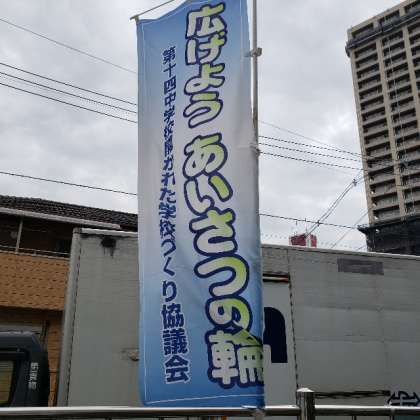 広げよう あいさつの輪
第十四中学校開かれた学校づくり協議会